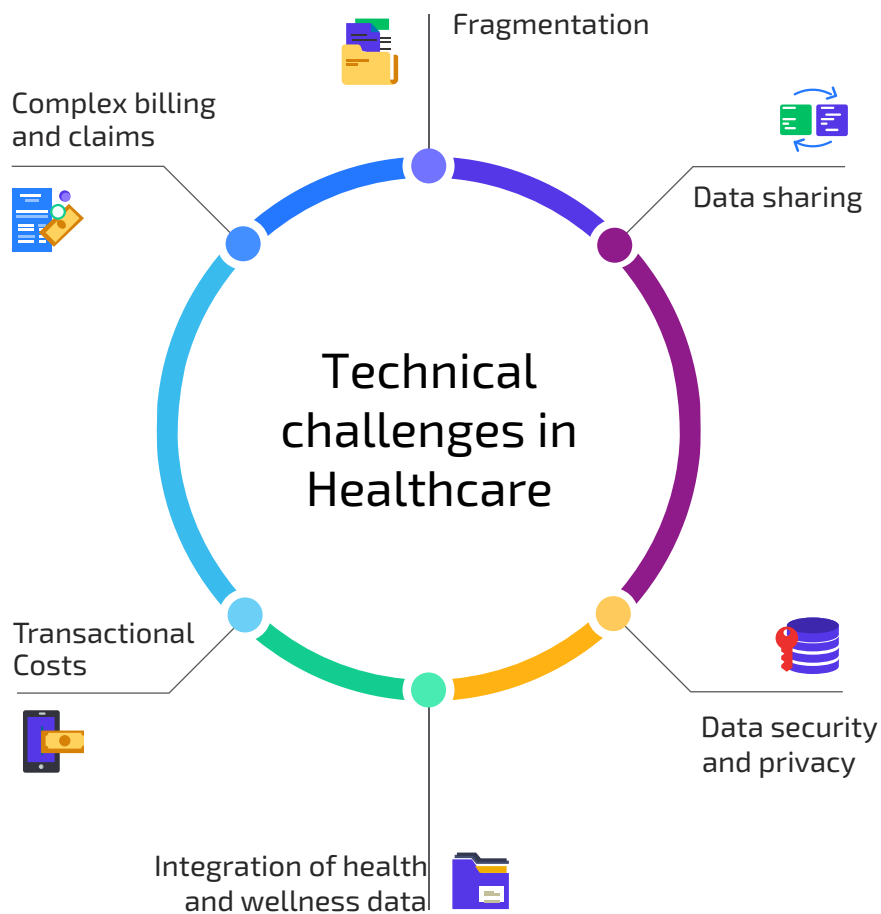 Fragmentation
Complex billing
and claims
Data sharing
Technical
challenges in
Healthcare
Transactional
Costs
Data security
and privacy
Integration of health
and wellness data